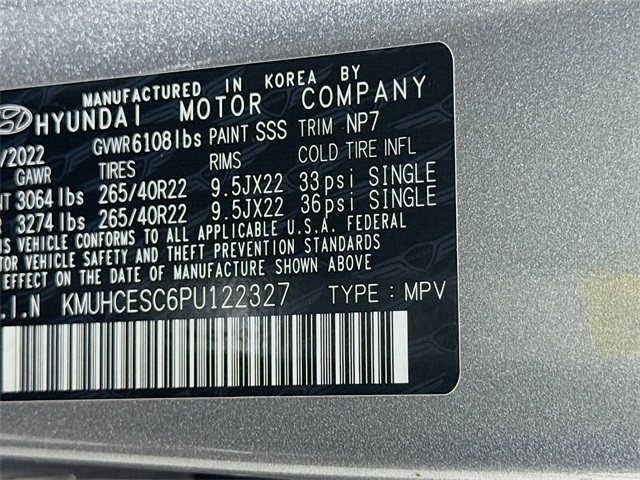 MANUFACTURED IN KOREA BY
HYUNDAI MOTOR COMPANY
/2022 GVWR 6108lbs PAINT SSS TRIM NP7
GAWR TIRES RIMS COLD TIRE INFL
NT 3064 lbs 265/40R22 9.5JX22 33 psi SINGLE
3274 lbs 265/40R22 9.5JX22 36 psi SINGLE
IS VEHICLE CONFORMS TO ALL APPLICABLE U.S.A. FEDERAL
TOR VEHICLE SAFETY AND THEFT PREVENTION STANDARDS
EFFECT ON THE DATE OF MANUFACTURE SHOWN ABOVE
.I.N KMUHCESC6PU122327 TYPE : MPV